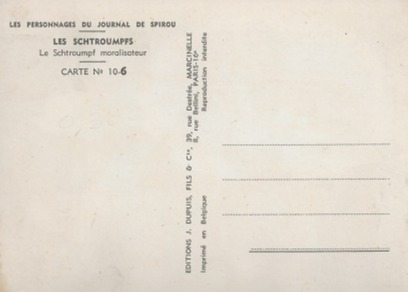 LES PERSONNAGES DU JOURNAL DE SPIROU
LES SCHTROUMPFS
Le Schtroumpf moralisateur
CARTE No 10-6
EDITIONS J. DUPUIS, FILS & Cie, 39, rue Destrée, MARCINELLE
8, rue Bellini, PARIS-16e
Imprimé en Belgique Reproduction interdite